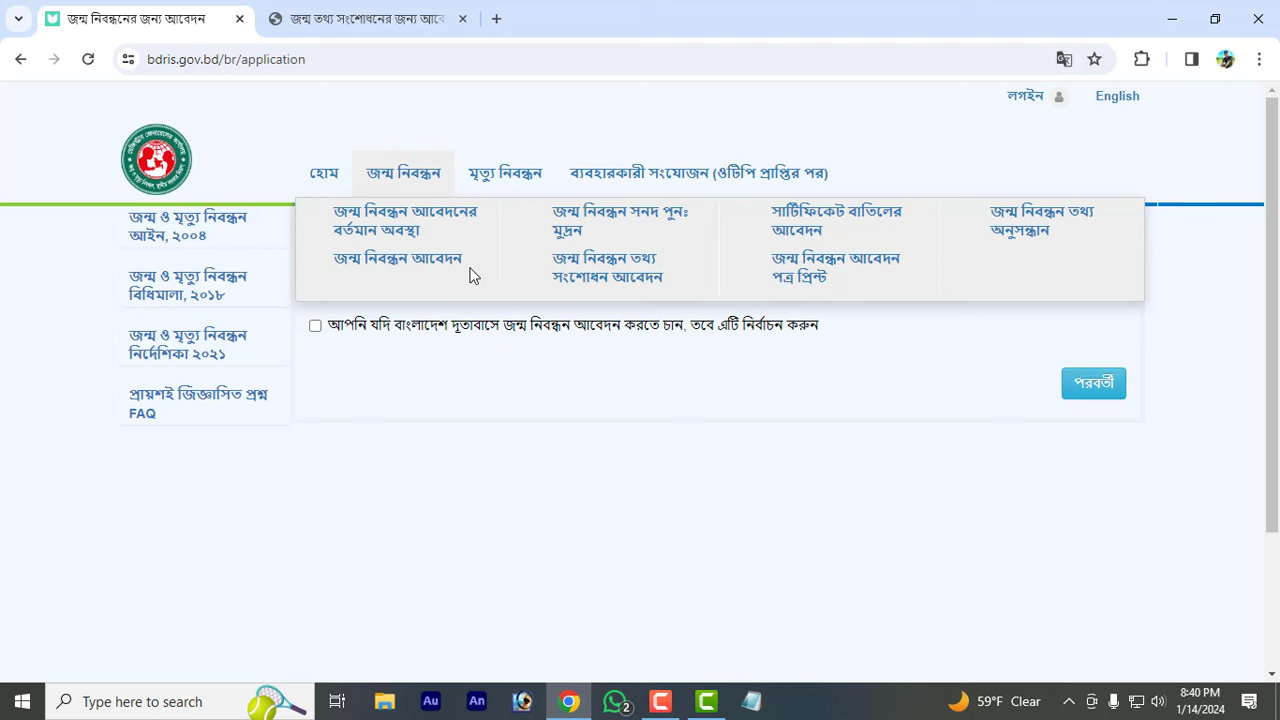 জন্ম নিবন্ধনের জন্য আবেদন
জন্ম তথ্য সংশোধনের জন্য আবে
bdris.gov.bd/br/application
লগইন
English
হোম
জন্ম নিবন্ধন
মৃত্যু নিবন্ধন
ব্যবহারকারী সংযোজন (ওটিপি প্রাপ্তির পর)
জন্ম ও মৃত্যু নিবন্ধন
আইন, ২০০৪
জন্ম ও মৃত্যু নিবন্ধন
বিধিমালা, ২০১৮
জন্ম ও মৃত্যু নিবন্ধন
নির্দেশিকা ২০২১
প্রায়শই জিজ্ঞাসিত প্রশ্ন
FAQ
জন্ম নিবন্ধন আবেদনের
বর্তমান অবস্থা
জন্ম নিবন্ধন আবেদন
জন্ম নিবন্ধন সনদ পুনঃ
মুদ্রন
জন্ম নিবন্ধন তথ্য
সংশোধন আবেদন
সার্টিফিকেট বাতিলের
আবেদন
জন্ম নিবন্ধন আবেদন
পত্র প্রিন্ট
জন্ম নিবন্ধন তথ্য
অনুসন্ধান
আপনি যদি বাংলাদেশ দূতাবাসে জন্ম নিবন্ধন আবেদন করতে চান, তবে এটি নির্বাচন করুন
পরবর্তী
Type here to search
Au
An
2
59°F Clear
8:40 PM
1/14/2024